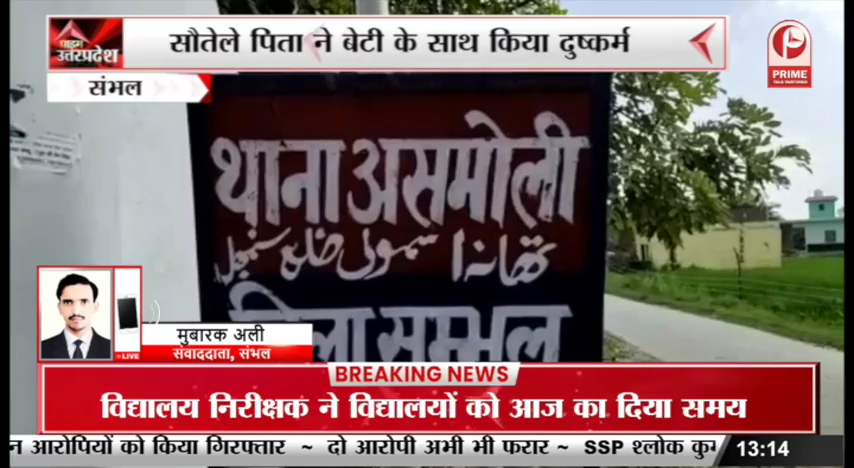 प्राइम
उत्तरप्रदेश
सौतेले पिता ने बेटी के साथ किया दुष्कर्म
PRIME
संभल
थाना असमोली
تھانہ اسمولی ضلع سنبھل
जिला सम्भल
मुबारक अली
LIVE
संवाददाता, संभल
BREAKING NEWS
विद्यालय निरीक्षक ने विद्यालयों को आज का दिया समय
न आरोपियों को किया गिरफ्तार ~ दो आरोपी अभी भी फरार ~ SSP श्लोक कु
13:14